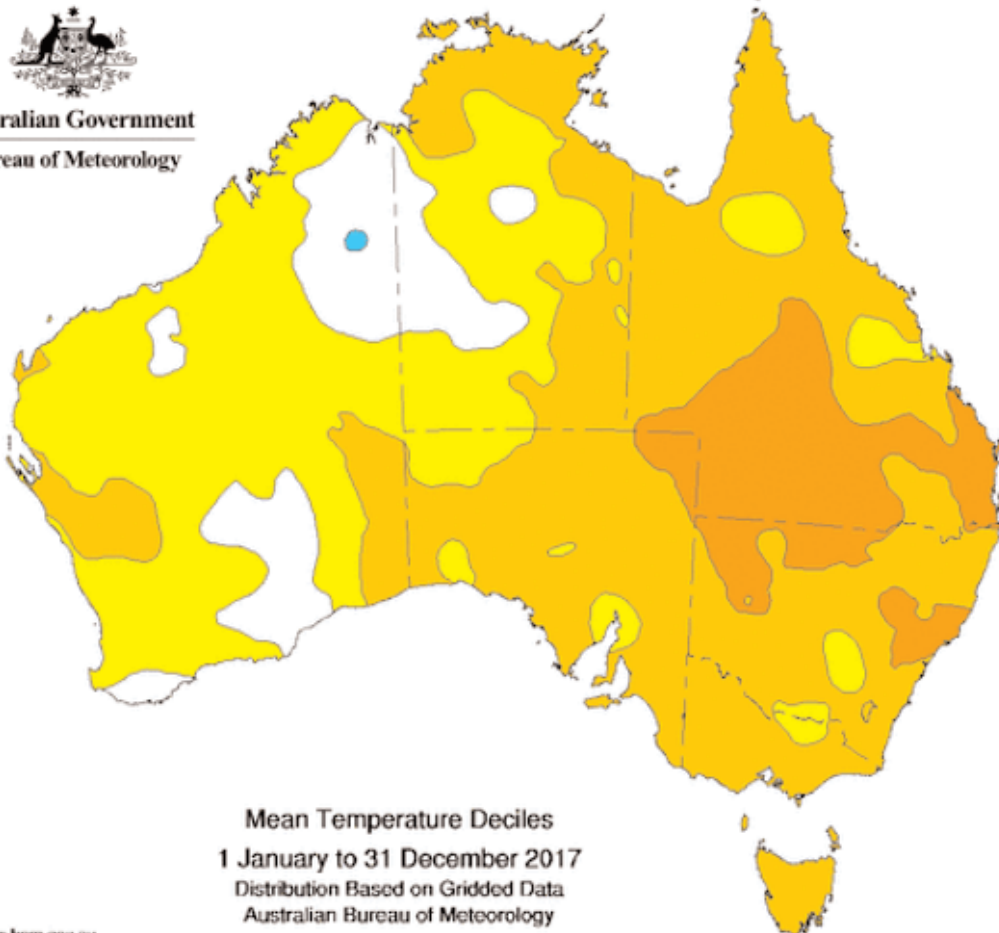 ralian Government
reau of Meteorology
Mean Temperature Deciles
1 January to 31 December 2017
Distribution Based on Gridded Data
Australian Bureau of Meteorology